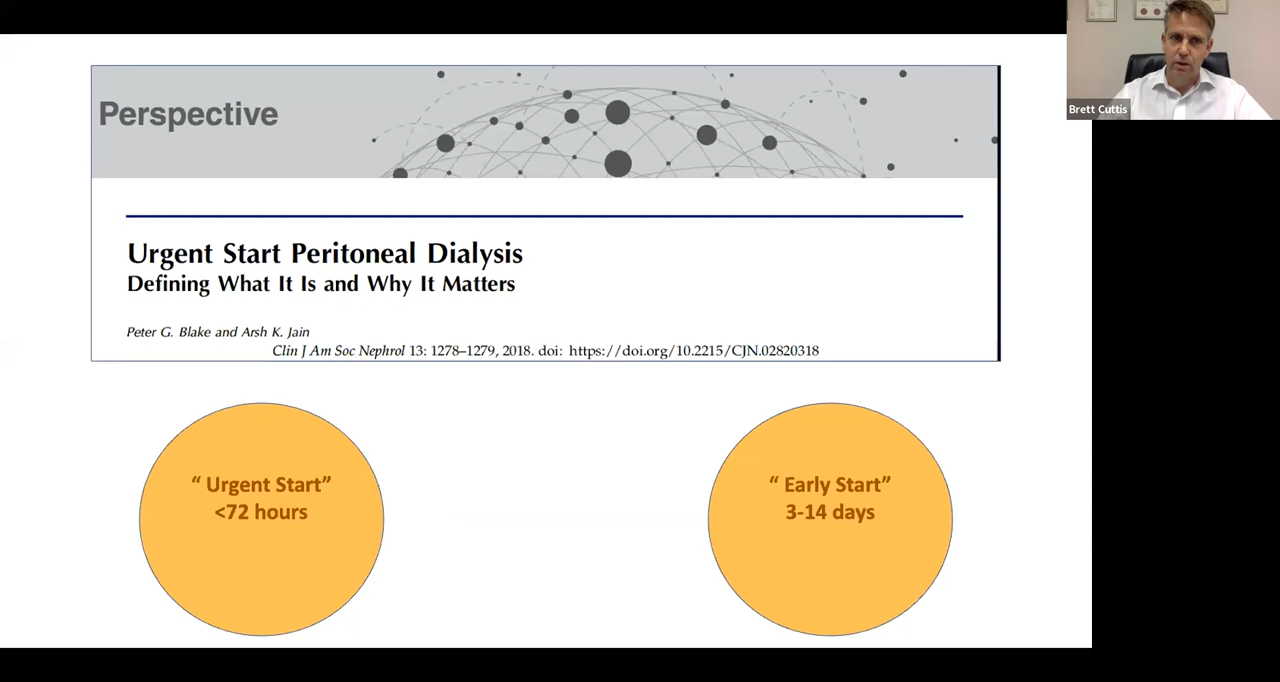 Perspective
Brett Cuttis
Urgent Start Peritoneal Dialysis
Defining What It Is and Why It Matters
Peter G. Blake and Arsh K. Jain
Clin J Am Soc Nephrol 13: 1278–1279, 2018. doi: https://doi.org/10.2215/CJN.02820318
“ Urgent Start”
<72 hours
“ Early Start”
3-14 days